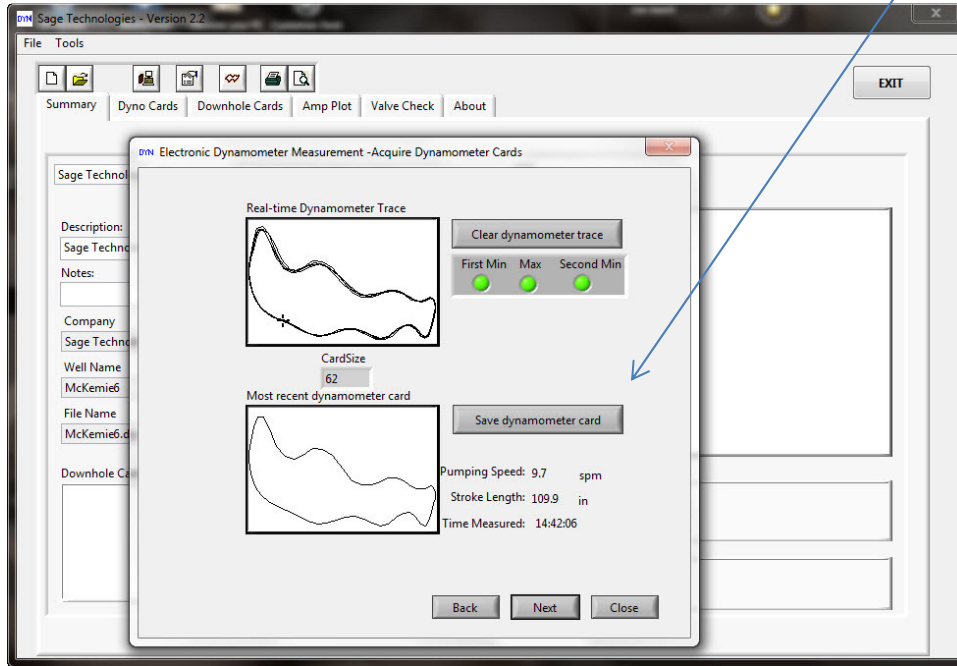 DYN Sage Technologies - Version 2.2
File Tools
EXIT
Summary Dyno Cards Downhole Cards Amp Plot Valve Check About
DYN Electronic Dynamometer Measurement -Acquire Dynamometer Cards
Sage Technol
Real-time Dynamometer Trace
Description:
Clear dynamometer trace
Sage Techno
First Min Max Second Min
Notes:
Company
Sage Techno
CardSize
Well Name
62
McKemie6
Most recent dynamometer card
File Name
Save dynamometer card
McKemie6.d
Downhole Ca
Pumping Speed: 9.7 spm
Stroke Length: 109.9 in
Time Measured: 14:42:06
Back Next Close